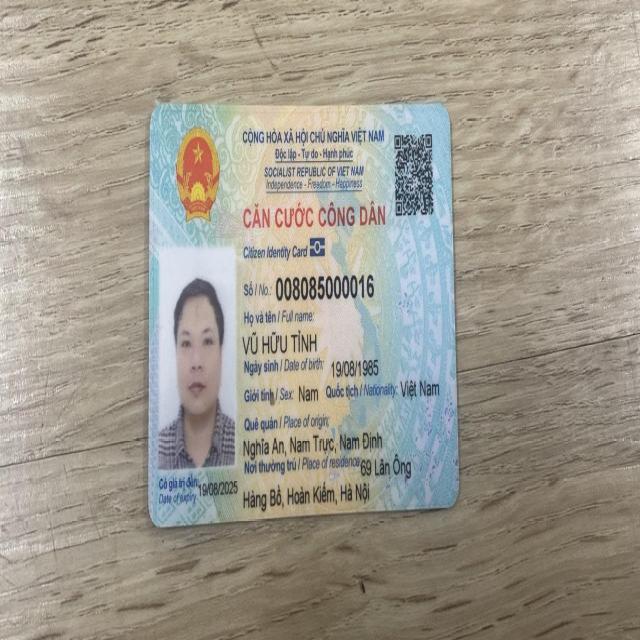 CỘNG HÒA XÃ HỘI CHỦ NGHĨA VIỆT NAM
Độc lập - Tự do - Hạnh phúc
SOCIALIST REPUBLIC OF VIET NAM
Independence - Freedom - Happiness
CĂN CƯỚC CÔNG DÂN
Citizen Identity Card
Số / No.: 008085000016
Họ và tên / Full name:
VŨ HỮU TÌNH
Ngày sinh / Date of birth: 19/08/1985
Giới tính / Sex: Nam Quốc tịch / Nationality: Việt Nam
Quê quán / Place of origin:
Nghĩa An, Nam Trực, Nam Định
Nơi thường trú / Place of residence: 69 Lãn Ông
Hàng Bồ, Hoàn Kiếm, Hà Nội
Có giá trị đến: 19/08/2025
Date of expiry